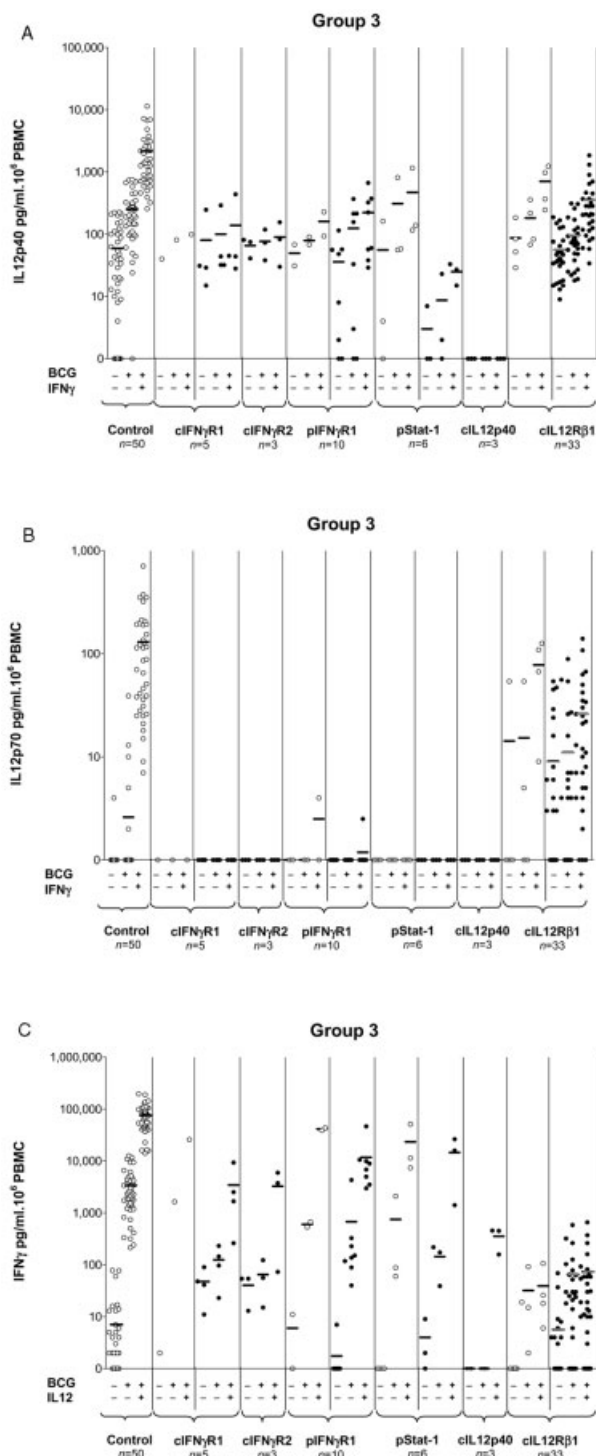 A
Group 3
IL12p40 pg/ml.10⁶ PBMC
100,000
10,000
1,000
100
10
0
BCG – + + – + + – + + – + + – + + – + + – + + – + + – + + – + + – + + – + +
IFNγ – – + – – + – – + – – + – – + – – + – – + – – + – – + – – + – – + – – +
Control cIFNγR1 cIFNγR2 pIFNγR1 pStat-1 cIL12p40 cIL12Rβ1
n=50 n=5 n=3 n=10 n=6 n=3 n=33
B
Group 3
IL12p70 pg/ml.10⁶ PBMC
1,000
100
10
0
BCG – + + – + + – + + – + + – + + – + + – + + – + + – + + – + + – + + – + +
IFNγ – – + – – + – – + – – + – – + – – + – – + – – + – – + – – + – – + – – +
Control cIFNγR1 cIFNγR2 pIFNγR1 pStat-1 cIL12p40 cIL12Rβ1
n=50 n=5 n=3 n=10 n=6 n=3 n=33
C
Group 3
IFNγ pg/ml.10⁶ PBMC
1,000,000
100,000
10,000
1,000
100
10
0
BCG – + + – + + – + + – + + – + + – + + – + + – + + – + + – + + – + + – + +
IL12 – – + – – + – – + – – + – – + – – + – – + – – + – – + – – + – – + – – +
Control cIFNγR1 cIFNγR2 pIFNγR1 pStat-1 cIL12p40 cIL12Rβ1
n=50 n=5 n=3 n=10 n=6 n=3 n=33